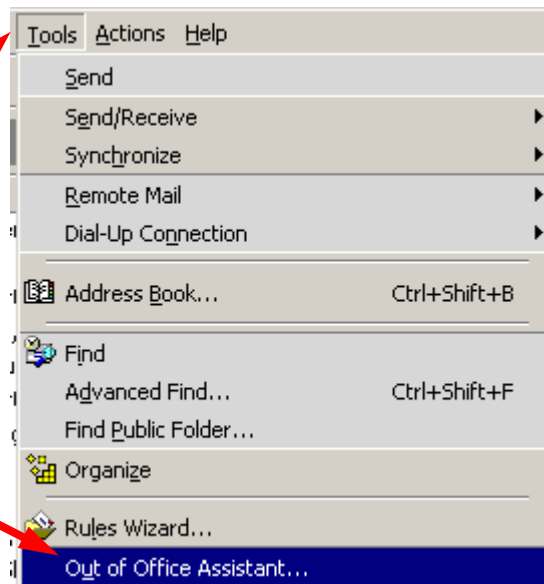 Tools Actions Help
Send
Send/Receive
Synchronize
Remote Mail
Dial-Up Connection
Address Book... Ctrl+Shift+B
Find
Advanced Find... Ctrl+Shift+F
Find Public Folder...
Organize
Rules Wizard...
Out of Office Assistant...